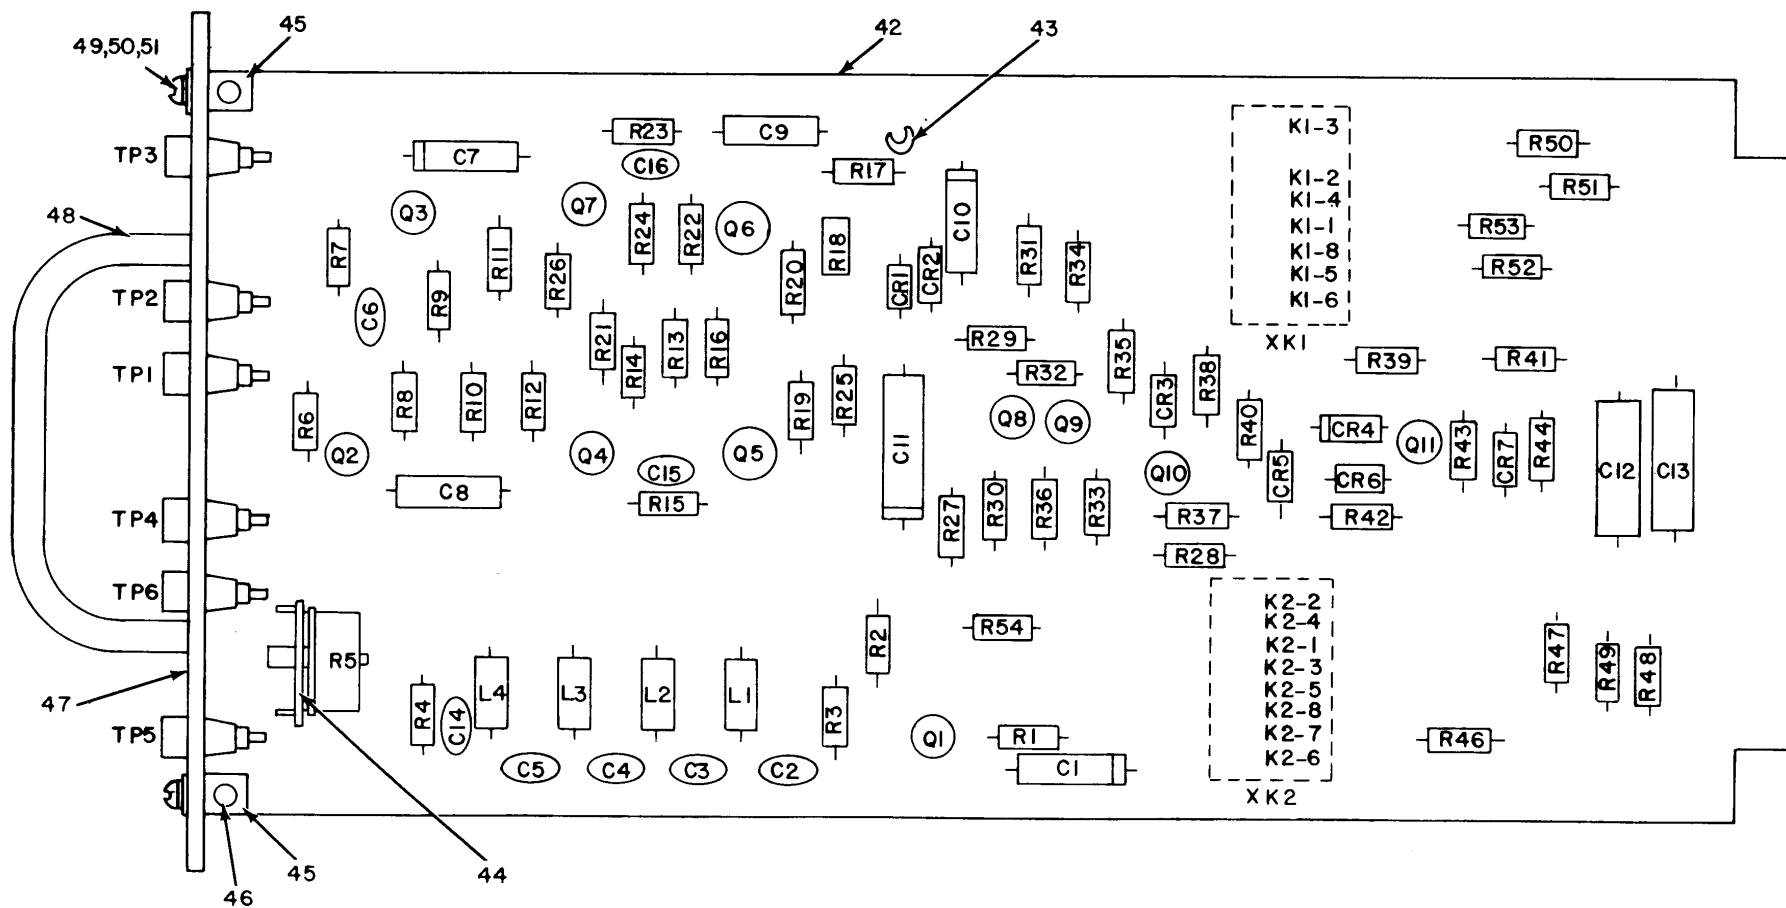 45
42
43
49,50,51
TP3
C7
R23
C9
C16
R17
K1-3
R50
K1-2
R51
K1-4
K1-1
R53
K1-8
K1-5
R52
K1-6
XK1
48
Q3
Q7
R24
R22
Q6
R18
C10
R7
R11
R26
R20
CR1
CR2
R31
R34
TP2
C6
R9
R21
R14
R13
R16
R29
R35
R32
R39
R41
TP1
R6
R8
R10
R12
R19
R25
Q8
Q9
CR3
R38
R40
CR4
Q11
R43
CR7
R44
C12
C13
Q2
Q4
Q5
C15
C11
Q10
CR5
CR6
C8
R15
R27
R30
R36
R33
R37
R42
R28
TP4
TP6
R5
R2
R54
K2-2
K2-4
K2-1
K2-3
K2-5
K2-8
K2-7
K2-6
XK2
R47
R49
R48
47
TP5
R4
C14
L4
L3
L2
L1
R3
Q1
R1
R46
C5
C4
C3
C2
C1
46
45
44